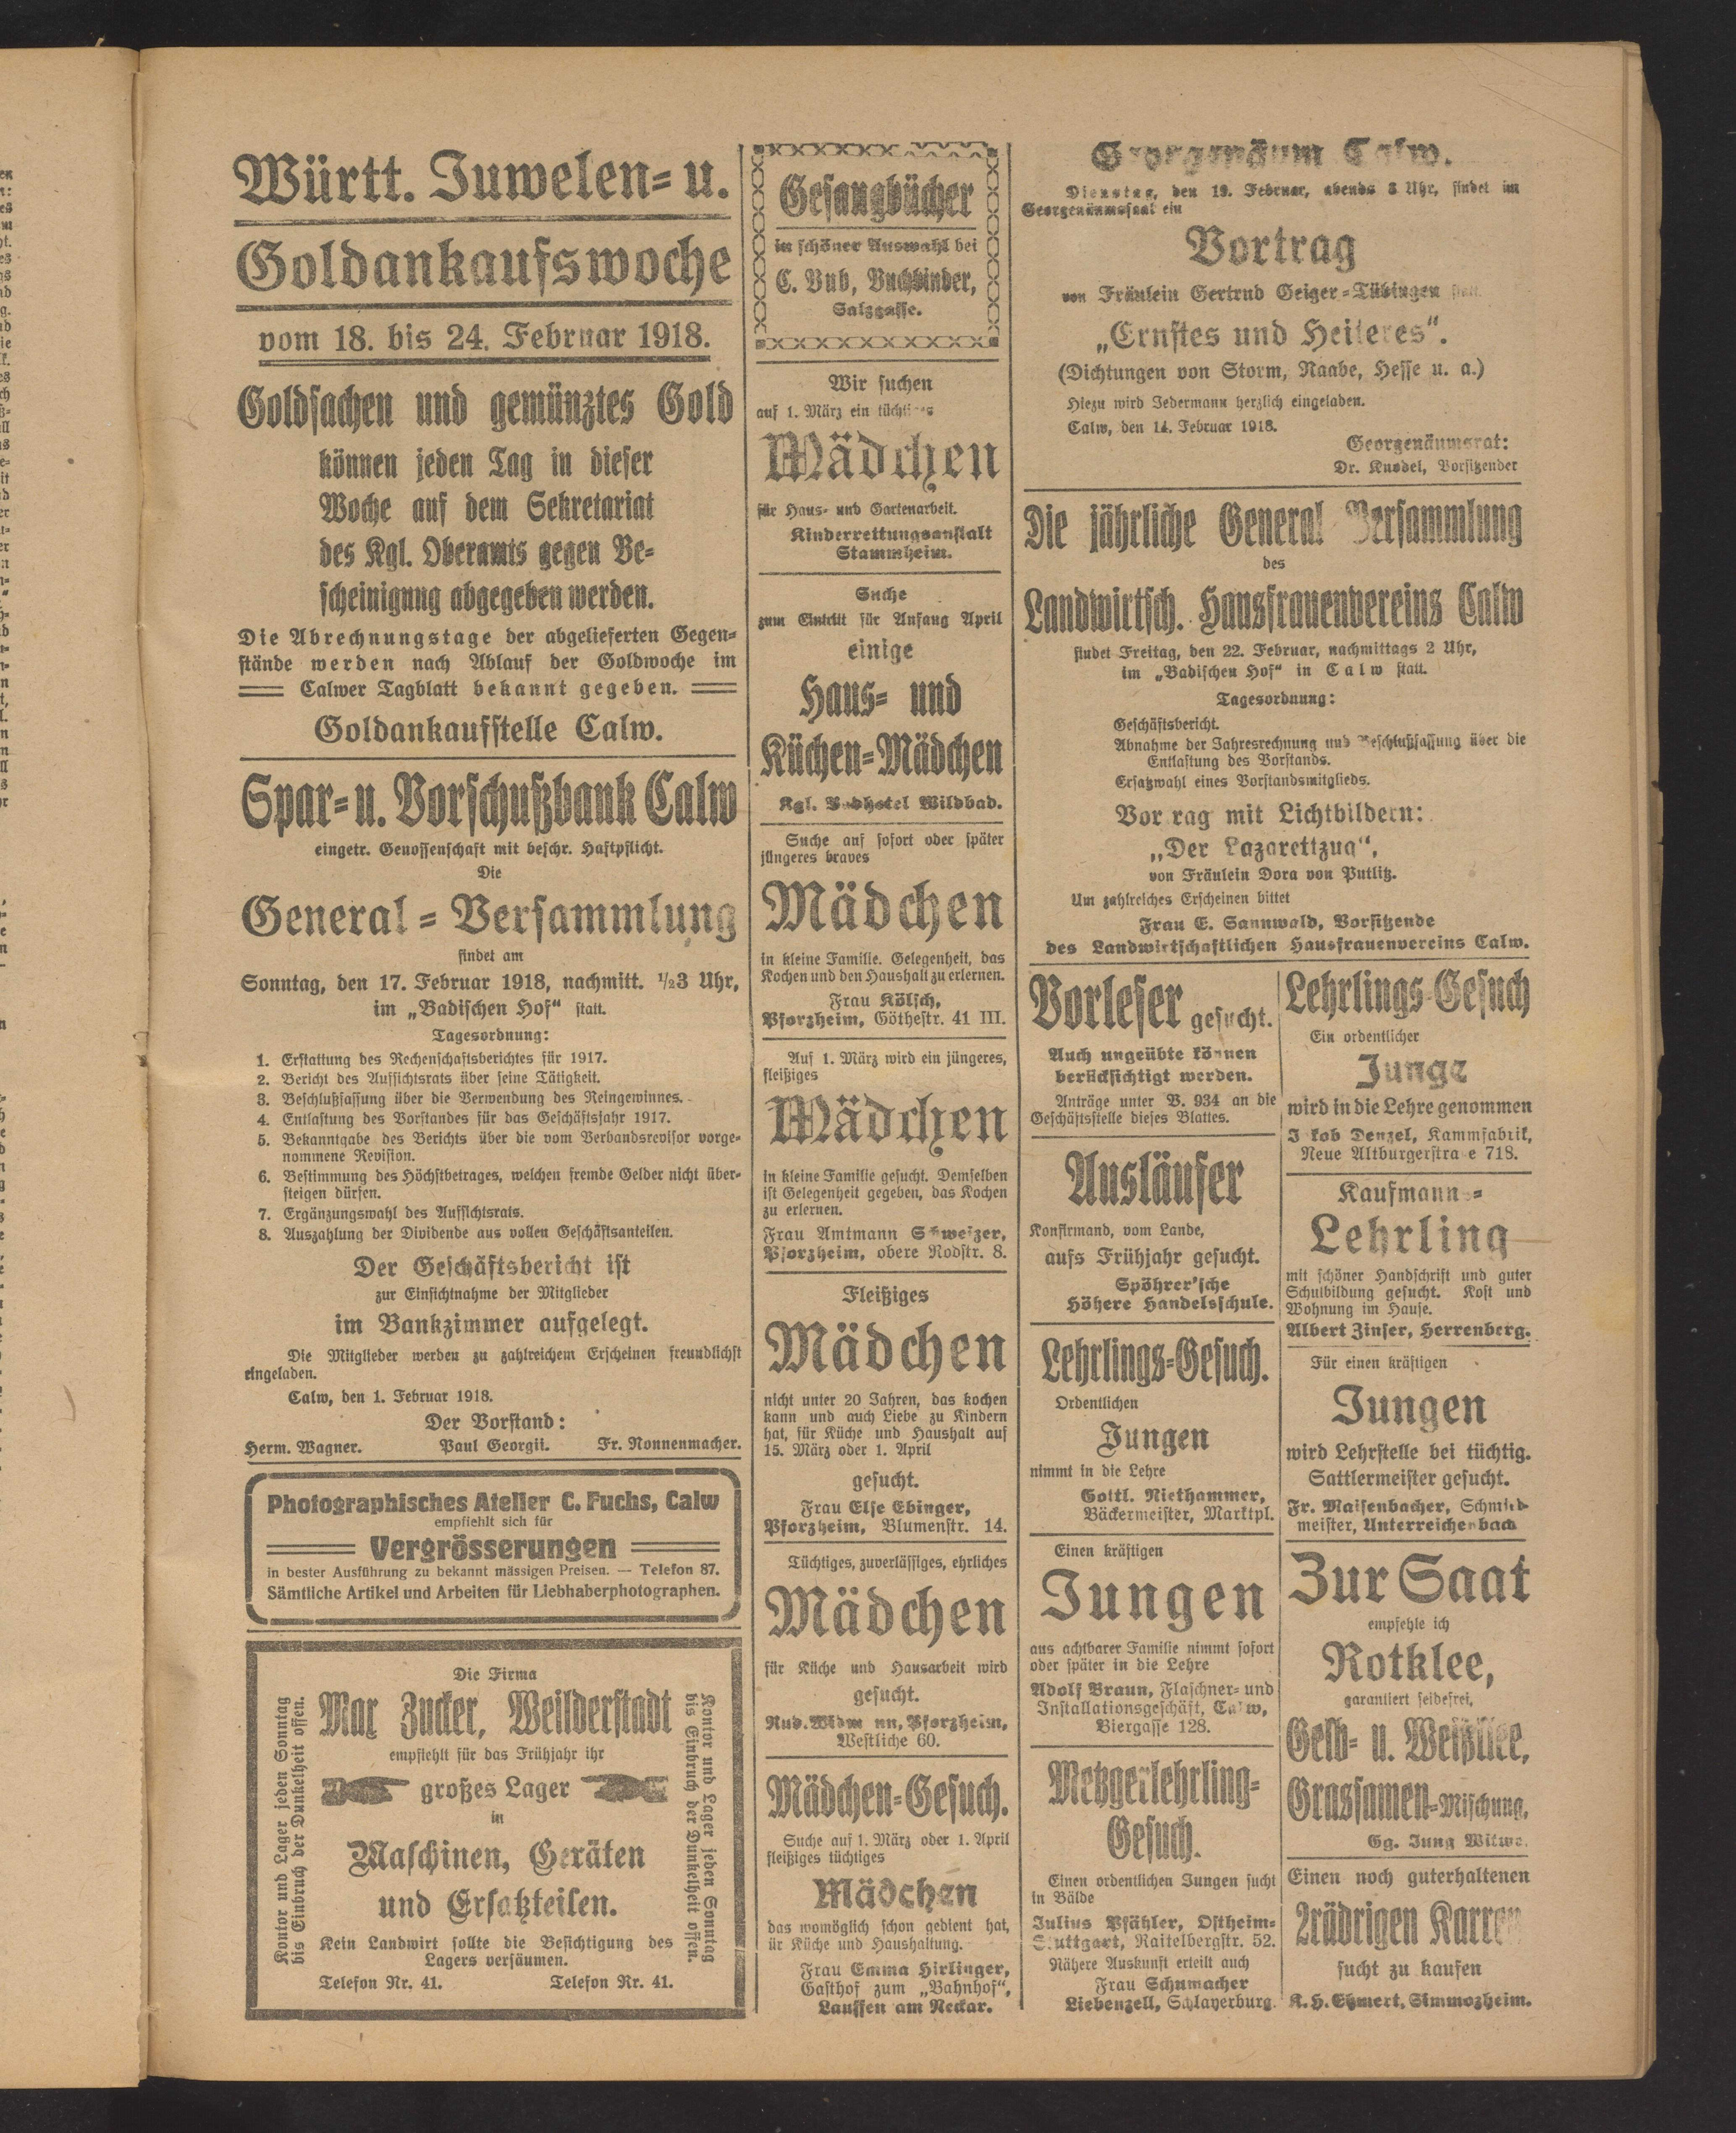 Württ. Juwelen- u.
Goldankaufswoche
vom 18. bis 24. Februar 1918.
Goldsachen und gemünztes Gold
können jeden Tag in dieser
Woche auf dem Sekretariat
des Kgl. Oberamts gegen Be-
scheinigung abgegeben werden.
Die Abrechnungstage der abgelieferten Gegen-
stände werden nach Ablauf der Goldwoche im
Calwer Tagblatt bekannt gegeben.
Goldankaufstelle Calw.
Spar- u. Vorschußbank Calw
eingetr. Genossenschaft mit beschr. Haftpflicht.
Die
General-Versammlung
findet am
Sonntag, den 17. Februar 1918, nachmitt. 1/23 Uhr,
im „Badischen Hof“ statt.
Tagesordnung:
1. Erstattung des Rechenschaftsberichtes für 1917.
2. Bericht des Aufsichtsrats über seine Tätigkeit.
3. Beschlußfassung über die Verwendung des Reingewinnes.
4. Entlastung des Vorstandes für das Geschäftsjahr 1917.
5. Bekanntgabe des Berichts über die vom Verbandsrevisor vorge-
nommene Revision.
6. Bestimmung des Höchstbetrages, welchen fremde Gelder nicht über-
steigen dürfen.
7. Ergänzungswahl des Aufsichtsrats.
8. Auszahlung der Dividende aus vollen Geschäftsanteilen.
Der Geschäftsbericht ist
zur Einsichtnahme der Mitglieder
im Bankzimmer aufgelegt.
Die Mitglieder werden zu zahlreichem Erscheinen freundlichst
eingeladen.
Calw, den 1. Februar 1918.
Der Vorstand:
Herm. Wagner. Paul Georgii. Fr. Nonnenmacher.
Photographisches Atelier C. Fuchs, Calw
empfiehlt sich für
Vergrösserungen
in bester Ausführung zu bekannt mässigen Preisen. — Telefon 87.
Sämtliche Artikel und Arbeiten für Liebhaberphotographen.
Kontor und Lager jeden Sonntag
bis Einbruch der Dunkelheit offen.
Die Firma
Max Zucker, Weilderstadt
empfiehlt für das Frühjahr ihr
großes Lager
in
Maschinen, Geräten
und Ersatzteilen.
Kein Landwirt sollte die Besichtigung des
Lagers versäumen.
Telefon Nr. 41. Telefon Nr. 41.
Kontor und Lager jeden Sonntag
bis Einbruch der Dunkelheit offen.
Gesangbücher
in schöner Auswahl bei
C. Bub, Buchbinder,
Salzgasse.
Wir suchen
auf 1. März ein tüchtiges
Mädchen
für Haus- und Gartenarbeit.
Kinderrettungsanstalt
Stammheim.
Suche
zum Eintritt für Anfang April
einige
Haus- und
Küchen-Mädchen
Kgl. Badhotel Wildbad.
Suche auf sofort oder später
jüngeres braves
Mädchen
in kleine Familie. Gelegenheit, das
Kochen und den Haushalt zu erlernen.
Frau Kölsch,
Pforzheim, Göthestr. 41 III.
Auf 1. März wird ein jüngeres,
fleißiges
Mädchen
in kleine Familie gesucht. Demselben
ist Gelegenheit gegeben, das Kochen
zu erlernen.
Frau Amtmann Schweizer,
Pforzheim, obere Rodstr. 8.
Fleißiges
Mädchen
nicht unter 20 Jahren, das kochen
kann und auch Liebe zu Kindern
hat, für Küche und Haushalt auf
15. März oder 1. April
gesucht.
Frau Else Ebinger,
Pforzheim, Blumenstr. 14.
Tüchtiges, zuverlässiges, ehrliches
Mädchen
für Küche und Hausarbeit wird
gesucht.
Rud. Pforzheim,
Westliche 60.
Mädchen-Gesuch.
Suche auf 1. März oder 1. April
fleißiges tüchtiges
Mädchen
das womöglich schon gedient hat,
ür Küche und Haushaltung.
Frau Emma Hirlinger,
Gasthof zum „Bahnhof“,
Lauffen am Neckar.
Georgenäum Calw.
Dienstag, den 19. Februar, abends 8 Uhr, findet im
Georgenäumssaal ein
Vortrag
von Fräulein Gertrud Geiger-Tübingen statt.
„Ernstes und Heiteres“.
(Dichtungen von Storm, Raabe, Hesse u. a.)
Hiezu wird Jedermann herzlich eingeladen.
Calw, den 14. Februar 1918.
Georgenäumsrat:
Dr. Knodel, Vorsitzender
Die jährliche General Versammlung
des
Landwirtsch. Hausfrauenvereins Calw
findet Freitag, den 22. Februar, nachmittags 2 Uhr,
im „Badischen Hof“ in Calw statt.
Tagesordnung:
Geschäftsbericht.
Abnahme der Jahresrechnung und Beschlußfassung über die
Entlastung des Vorstands.
Ersatzwahl eines Vorstandsmitglieds.
Vor rag mit Lichtbildern:
„Der Lazarettzug“,
von Fräulein Dora von Putlitz.
Um zahlreiches Erscheinen bittet
Frau E. Sannwald, Vorsitzende
des Landwirtschaftlichen Hausfrauenvereins Calw.
Vorleser gesucht.
Auch ungeübte können
berücksichtigt werden.
Anträge unter B. 934 an die
Geschäftsstelle dieses Blattes.
Ausläufer
Konfirmand, vom Lande,
aufs Frühjahr gesucht.
Spöhrer'sche
Höhere Handelsschule.
Lehrlings-Gesuch.
Ordentlichen
Jungen
nimmt in die Lehre
Gottl. Niethammer,
Bäckermeister, Marktpl.
Einen kräftigen
Jungen
aus achtbarer Familie nimmt sofort
oder später in die Lehre
Adolf Braun, Flaschner- und
Installationsgeschäft, Calw,
Biergasse 128.
Metzgerlehrling-
Gesuch.
Einen ordentlichen Jungen sucht
in Bälde
Julius Pfähler, Ostheim-
Stuttgart, Raitelbergstr. 52.
Nähere Auskunft erteilt auch
Frau Schumacher
Liebenzell, Schlayerburg.
Lehrlings-Gesuch
Ein ordentlicher
Junge
wird in die Lehre genommen
J kob Denzel, Kammfabrik,
Neue Altburgerstra e 718.
Kaufmanns-
Lehrling
mit schöner Handschrift und guter
Schulbildung gesucht. Kost und
Wohnung im Hause.
Albert Zinser, Herrenberg.
Für einen kräftigen
Jungen
wird Lehrstelle bei tüchtig.
Sattlermeister gesucht.
Fr. Maisenbacher, Schmied-
meister, Unterreichenbach
Zur Saat
empfehle ich
Rotklee,
garantiert seidefrei,
Gelb- u. Weißklee,
Grassamen-Mischung,
Gg. Jung Witwe.
Einen noch guterhaltenen
2rädrigen Karren
sucht zu kaufen
K. H. Simmozheim.